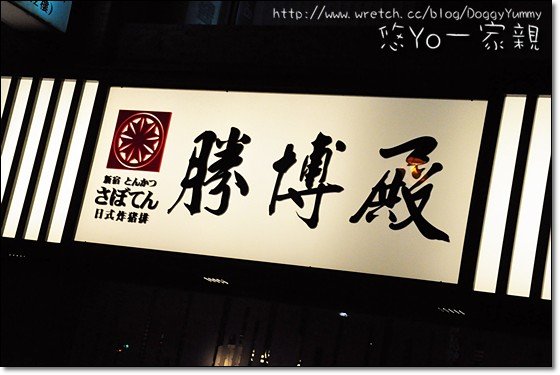 http://www.wretch.cc/blog/DoggyYummy
悠Yo一家親
新宿 とんかつ
さぼてん
日式炸豬排
勝博殿